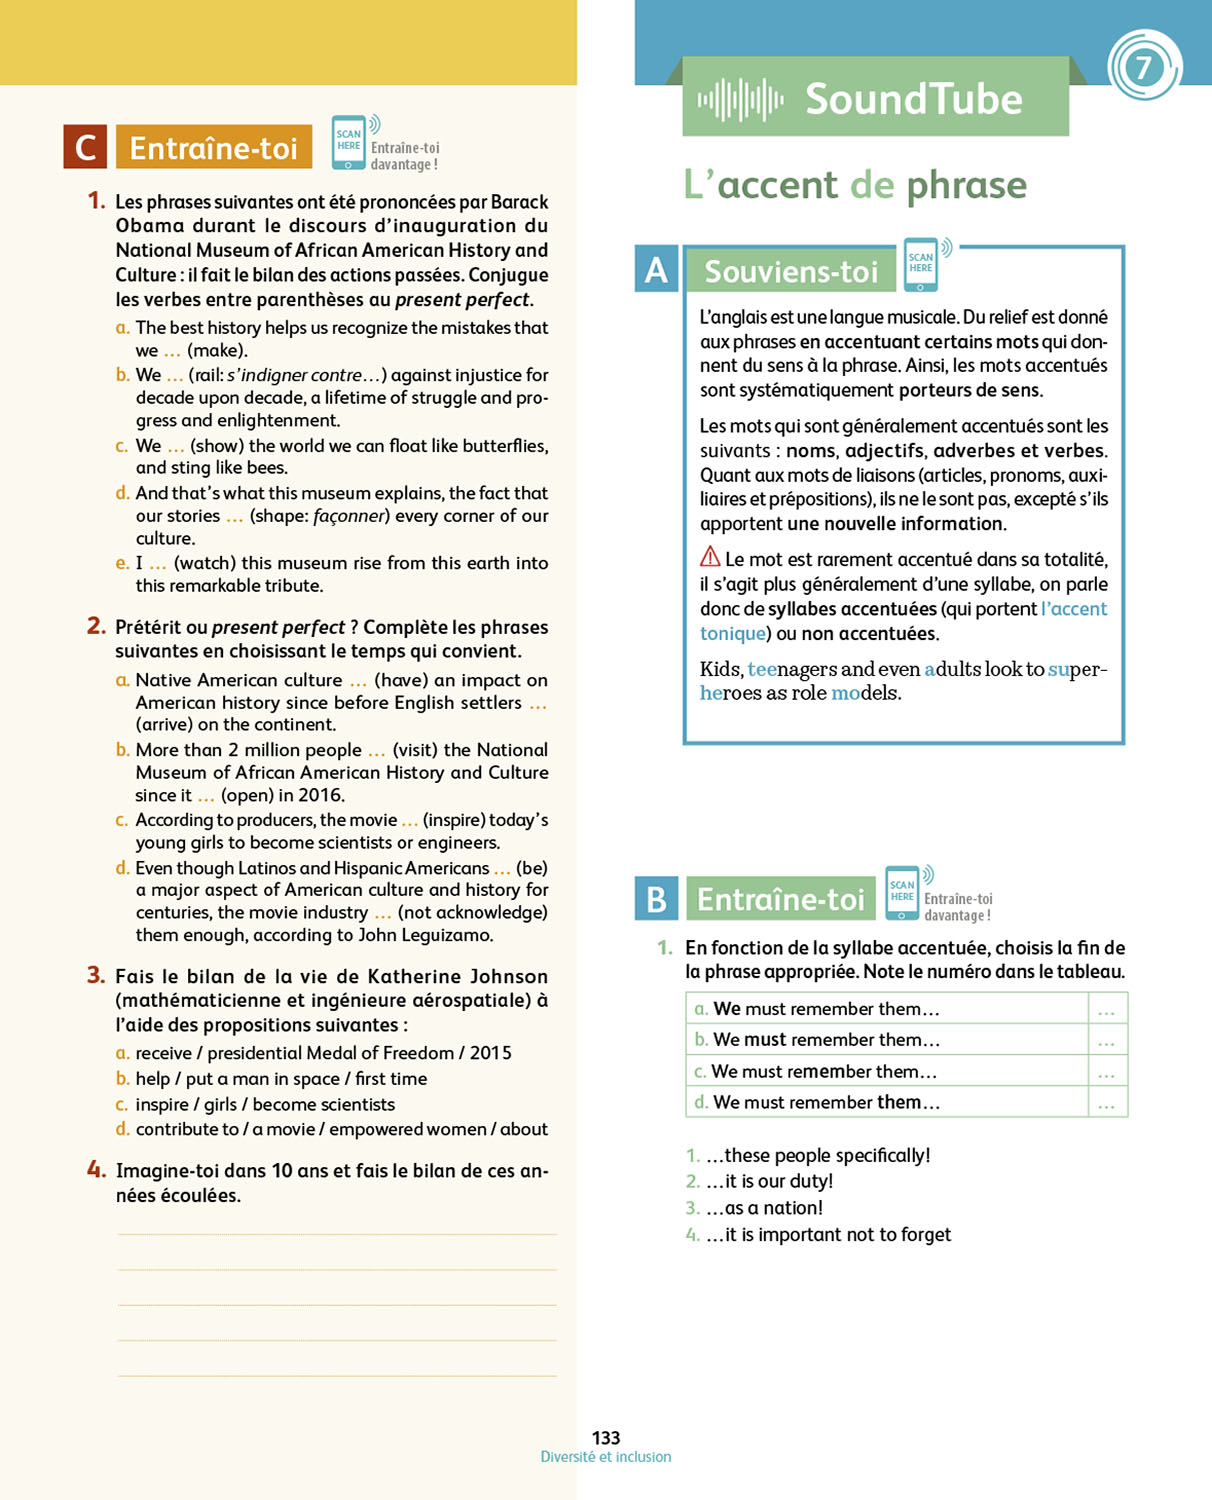 C Entraîne-toi
SCAN
HERE
Entraîne-toi
davantage !
1. Les phrases suivantes ont été prononcées par Barack
Obama durant le discours d'inauguration du
National Museum of African American History and
Culture : il fait le bilan des actions passées. Conjugue
les verbes entre parenthèses au present perfect.
a. The best history helps us recognize the mistakes that
we ... (make).
b. We ... (rail: s'indigner contre...) against injustice for
decade upon decade, a lifetime of struggle and pro-
gress and enlightenment.
c. We ... (show) the world we can float like butterflies,
and sting like bees.
d. And that's what this museum explains, the fact that
our stories ... (shape: façonner) every corner of our
culture.
e. I ... (watch) this museum rise from this earth into
this remarkable tribute.
2. Prétérit ou present perfect ? Complète les phrases
suivantes en choisissant le temps qui convient.
a. Native American culture ... (have) an impact on
American history since before English settlers ...
(arrive) on the continent.
b. More than 2 million people ... (visit) the National
Museum of African American History and Culture
since it ... (open) in 2016.
c. According to producers, the movie ... (inspire) today's
young girls to become scientists or engineers.
d. Even though Latinos and Hispanic Americans ... (be)
a major aspect of American culture and history for
centuries, the movie industry ... (not acknowledge)
them enough, according to John Leguizamo.
3. Fais le bilan de la vie de Katherine Johnson
(mathématicienne et ingénieure aérospatiale) à
l'aide des propositions suivantes :
a. receive / presidential Medal of Freedom / 2015
b. help / put a man in space / first time
c. inspire / girls / become scientists
d. contribute to / a movie / empowered women / about
4. Imagine-toi dans 10 ans et fais le bilan de ces an-
nées écoulées.
7
SoundTube
L'accent de phrase
A Souviens-toi
SCAN
HERE
L'anglais est une langue musicale. Du relief est donné
aux phrases en accentuant certains mots qui don-
nent du sens à la phrase. Ainsi, les mots accentués
sont systématiquement porteurs de sens.
Les mots qui sont généralement accentués sont les
suivants : noms, adjectifs, adverbes et verbes.
Quant aux mots de liaisons (articles, pronoms, auxi-
liaires et prépositions), ils ne le sont pas, excepté s'ils
apportent une nouvelle information.
Le mot est rarement accentué dans sa totalité,
il s'agit plus généralement d'une syllabe, on parle
donc de syllabes accentuées (qui portent l'accent
tonique) ou non accentuées.
Kids, teenagers and even adults look to super-
heroes as role models.
B Entraîne-toi
SCAN
HERE
Entraîne-toi
davantage !
1. En fonction de la syllabe accentuée, choisis la fin de
la phrase appropriée. Note le numéro dans le tableau.
a. We must remember them... ...
b. We must remember them... ...
c. We must remember them... ...
d. We must remember them... ...
1. ...these people specifically!
2. ...it is our duty!
3. ...as a nation!
4. ...it is important not to forget
133
Diversité et inclusion